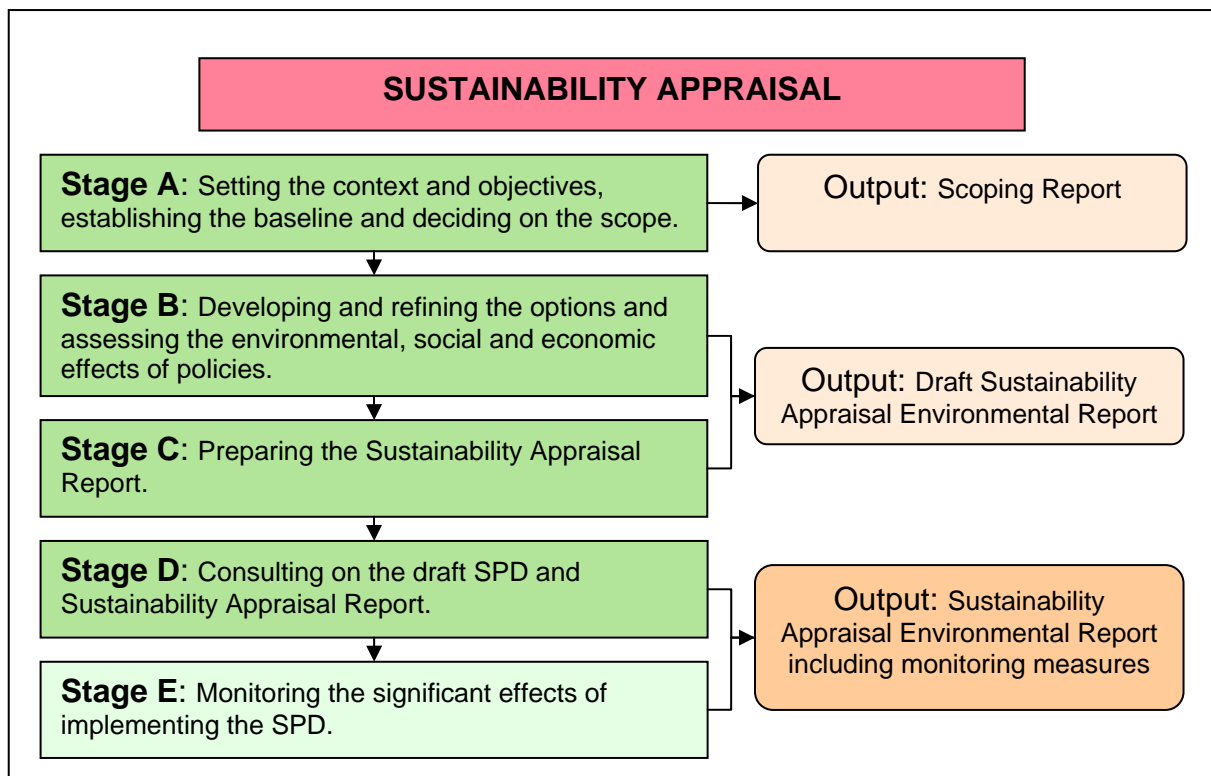 SUSTAINABILITY APPRAISAL
Stage A: Setting the context and objectives,
establishing the baseline and deciding on the scope.
Output: Scoping Report
Stage B: Developing and refining the options and
assessing the environmental, social and economic
effects of policies.
Output: Draft Sustainability
Appraisal Environmental Report
Stage C: Preparing the Sustainability Appraisal
Report.
Stage D: Consulting on the draft SPD and
Sustainability Appraisal Report.
Output: Sustainability
Appraisal Environmental Report
including monitoring measures
Stage E: Monitoring the significant effects of
implementing the SPD.